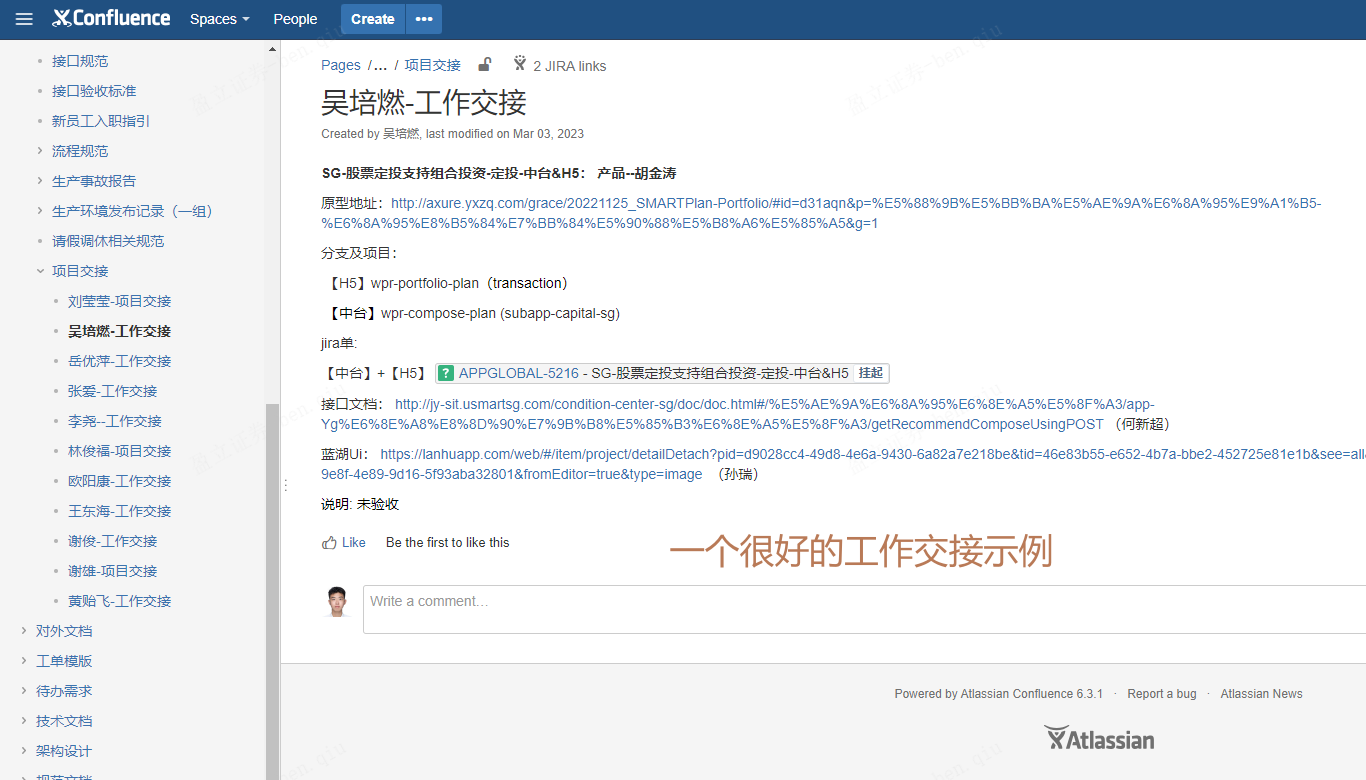 Confluence Spaces People Create •••
接口规范
接口验收标准
新员工入职指引
流程规范
生产事故报告
生产环境发布记录（一组）
请假调休相关规范
项目交接
刘莹莹-项目交接
吴培燃-工作交接
岳优萍-工作交接
张爱-工作交接
李尧--工作交接
林俊福-项目交接
欧阳赓-工作交接
王东海-工作交接
谢俊-工作交接
谢雄-项目交接
黄贻飞-工作交接
对外文档
工单模版
待办需求
技术文档
架构设计
规范文档
Pages /... / 项目交接 2 JIRA links
吴培燃-工作交接
Created by 吴培燃, last modified on Mar 03, 2023
SG-股票定投支持组合投资-定投-中台&H5： 产品--胡金涛
原型地址：http://axure.yxzq.com/grace/20221125_SMARTPlan-Portfolio/#id=d31aqn&p=%E5%88%9B%E5%BB%BA%E5%AE%9A%E6%8A%95%E9%A1%B5-
%E6%8A%95%E8%B5%84%E7%BB%84%E5%90%88%E5%B8%A6%E5%85%A5&g=1
分支及项目：
【H5】wpr-portfolio-plan（transaction）
【中台】wpr-compose-plan (subapp-capital-sg)
jira单:
【中台】+【H5】 ? APPGLOBAL-5216 - SG-股票定投支持组合投资-定投-中台&H5 挂起
接口文档： http://jy-sit.usmartsg.com/condition-center-sg/doc/doc.html#/%E5%AE%9A%E6%8A%95%E6%8E%A5%E5%8F%A3/app-
Yg%E6%8E%A8%E8%8D%90%E7%9B%B8%E5%85%B3%E6%8E%A5%E5%8F%A3/getRecommendComposeUsingPOST （何新超）
蓝湖Ui： https://lanhuapp.com/web/#/item/project/detailDetach?pid=d9028cc4-49d8-4e6a-9430-6a82a7e218be&tid=46e83b55-e652-4b7a-bbe2-452725e81e1b&see=all&
9e8f-4e89-9d16-5f93aba32801&fromEditor=true&type=image （孙瑞）
说明: 未验收
Like Be the first to like this
一个很好的工作交接示例
Write a comment…
Powered by Atlassian Confluence 6.3.1 · Report a bug · Atlassian News
Atlassian